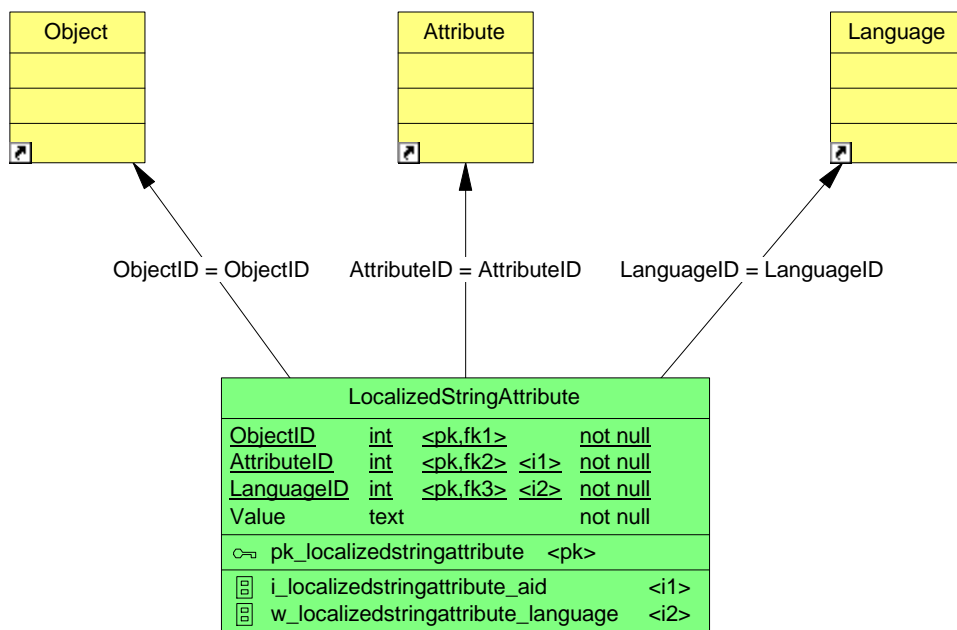 Object
Attribute
Language
ObjectID = ObjectID
AttributeID = AttributeID
LanguageID = LanguageID
LocalizedStringAttribute
ObjectID int <pk,fk1> not null
AttributeID int <pk,fk2> <i1> not null
LanguageID int <pk,fk3> <i2> not null
Value text not null
pk_localizedstringattribute <pk>
i_localizedstringattribute_aid <i1>
w_localizedstringattribute_language <i2>